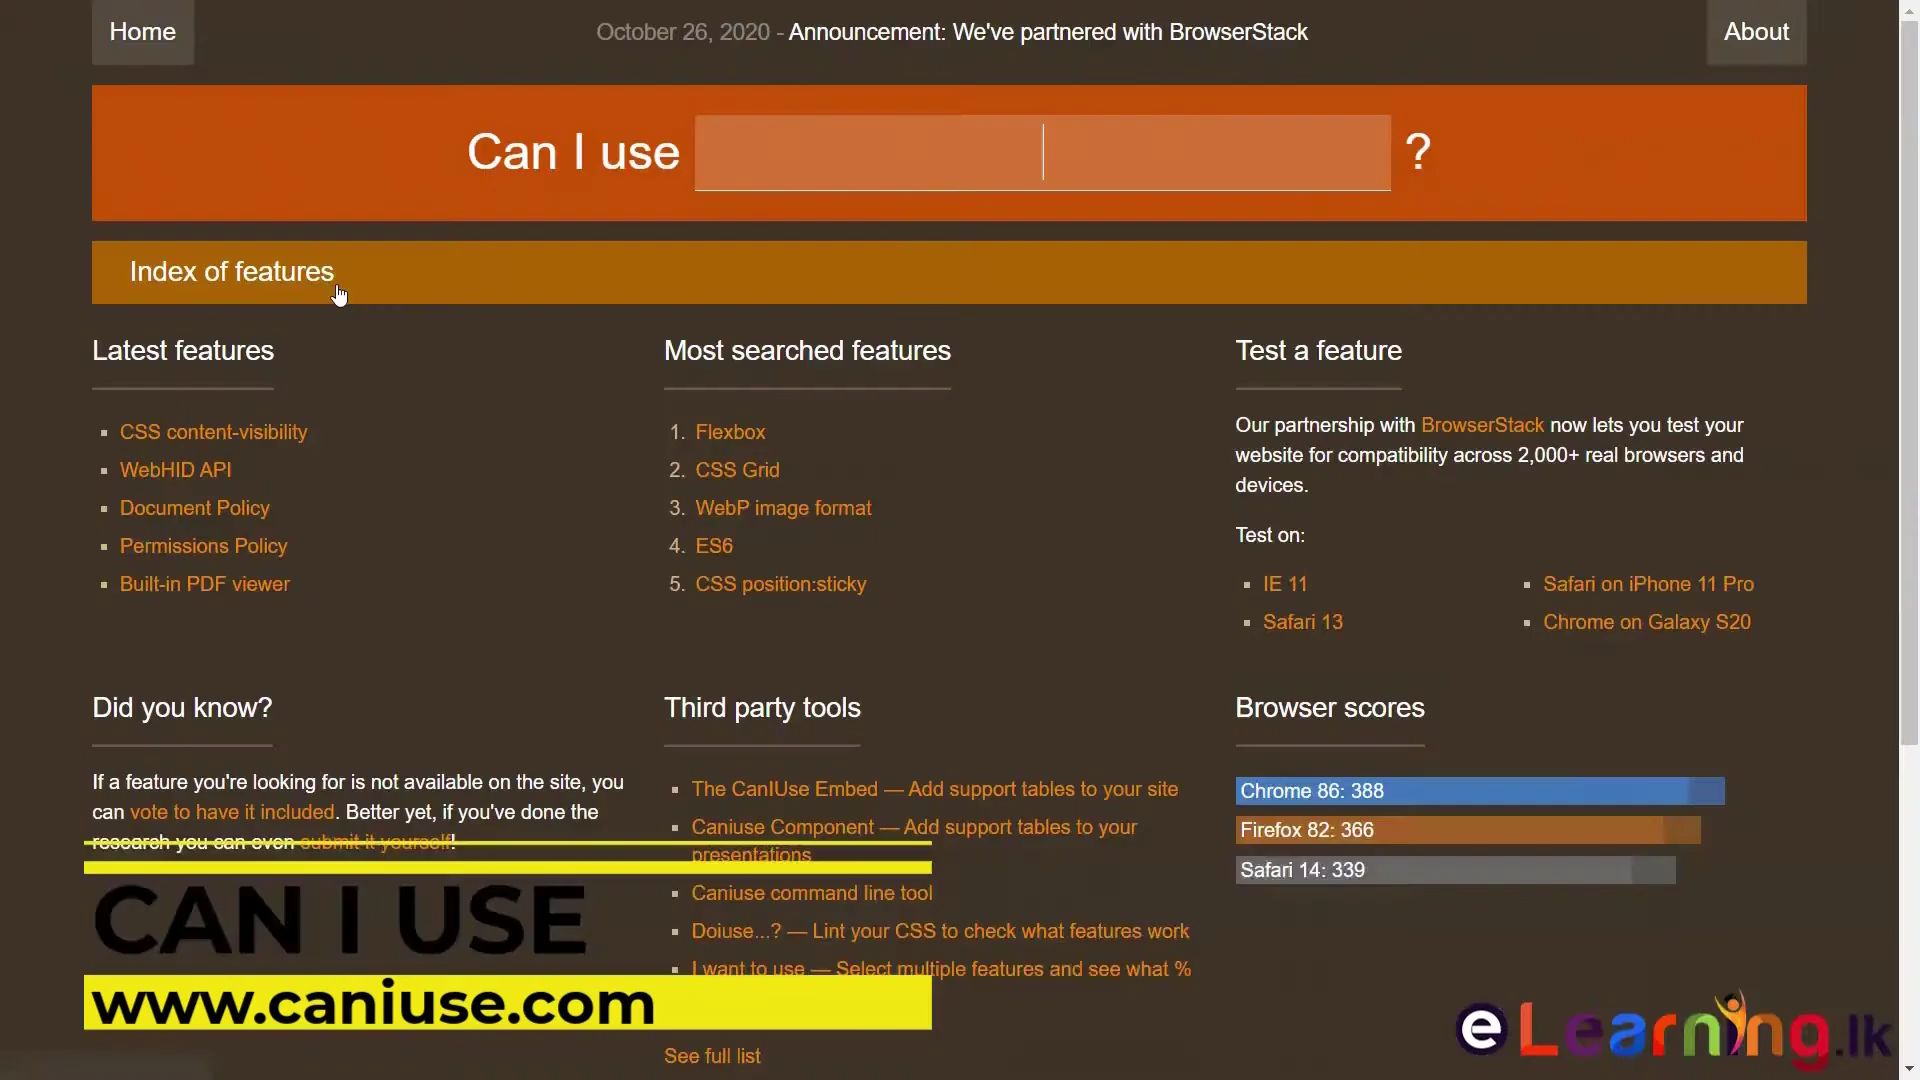 Home
October 26, 2020 - Announcement: We've partnered with BrowserStack
About
Can I use
?
Index of features
Latest features
CSS content-visibility
WebHID API
Document Policy
Permissions Policy
Built-in PDF viewer
Most searched features
1. Flexbox
2. CSS Grid
3. WebP image format
4. ES6
5. CSS position:sticky
Test a feature
Our partnership with BrowserStack now lets you test your
website for compatibility across 2,000+ real browsers and
devices.
Test on:
IE 11
Safari 13
Safari on iPhone 11 Pro
Chrome on Galaxy S20
Did you know?
If a feature you're looking for is not available on the site, you
can vote to have it included. Better yet, if you've done the
research you can even submit it yourself!
Third party tools
The CanIUse Embed — Add support tables to your site
Caniuse Component — Add support tables to your
presentations
Caniuse command line tool
Doiuse...? — Lint your CSS to check what features work
I want to use — Select multiple features and see what %
See full list
Browser scores
Chrome 86: 388
Firefox 82: 366
Safari 14: 339
CAN I USE
www.caniuse.com
eLearning.lk